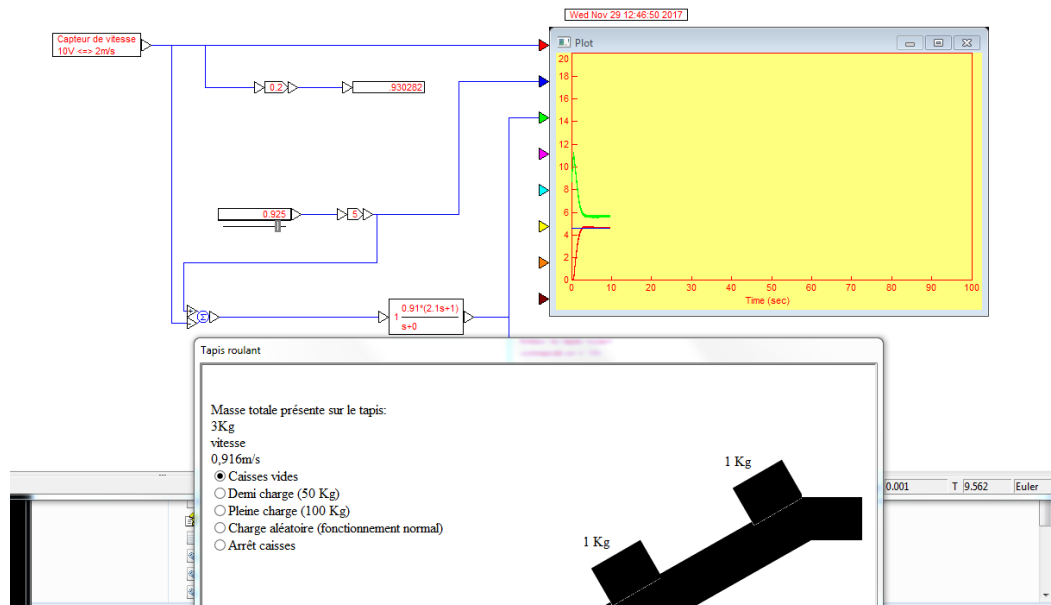 Wed Nov 29 12:46:50 2017
Capteur de vitesse
10V <=> 2m/s
0.2
.930282
0.925
5
1
0.91*(2.1s+1)
s+0
Plot
20
18
16
14
12
10
8
6
4
2
0
0 10 20 30 40 50 60 70 80 90 100
Time (sec)
Tapis roulant
Masse totale présente sur le tapis:
3Kg
vitesse
0,916m/s
Caisses vides
Demi charge (50 Kg)
Pleine charge (100 Kg)
Charge aléatoire (fonctionnement normal)
Arrêt caisses
1 Kg
1 Kg
0.001 T 9.562 Euler